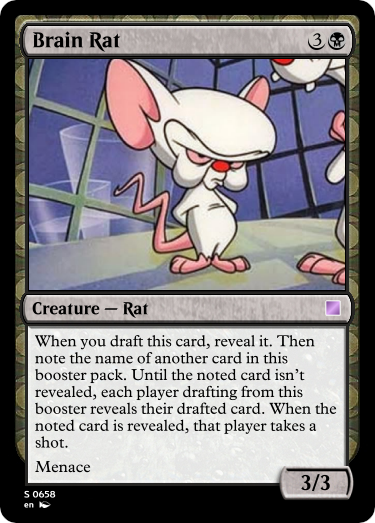 Brain Rat
3
Creature — Rat
When you draft this card, reveal it. Then
note the name of another card in this
booster pack. Until the noted card isn't
revealed, each player drafting from this
booster reveals their drafted card. When the
noted card is revealed, that player takes a
shot.
Menace
3/3
S 0658
en